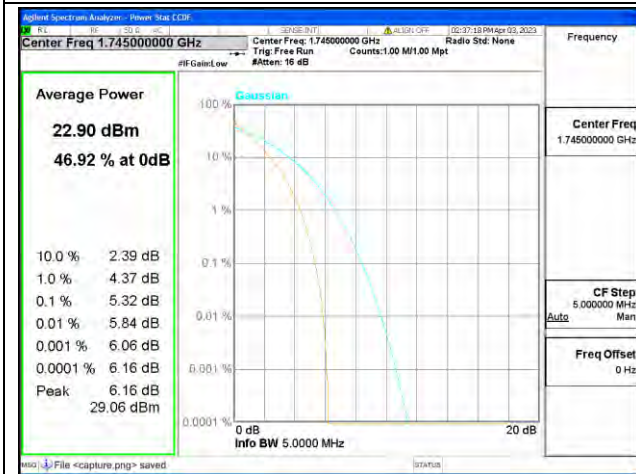 Agilent Spectrum Analyzer - Power Stat CCDF
RL RF 50 Ω AC SENSE:INT ALIGN OFF 02:37:18 PM Apr 03, 2023
Center Freq 1.745000000 GHz
Center Freq: 1.745000000 GHz Radio Std: None
Trig: Free Run Counts:1.00 M/1.00 Mpt
#IFGain:Low #Atten: 16 dB
Frequency
Average Power
22.90 dBm
46.92 % at 0dB
10.0 % 2.39 dB
1.0 % 4.37 dB
0.1 % 5.32 dB
0.01 % 5.84 dB
0.001 % 6.06 dB
0.0001 % 6.16 dB
Peak 6.16 dB
29.06 dBm
Gaussian
100 %
10 %
1 %
0.1 %
0.01 %
0.001 %
0.0001 %
0 dB 20 dB
Info BW 5.0000 MHz
Center Freq
1.745000000 GHz
CF Step
5.000000 MHz
Auto Man
Freq Offset
0 Hz
MSG File <capture.png> saved STATUS